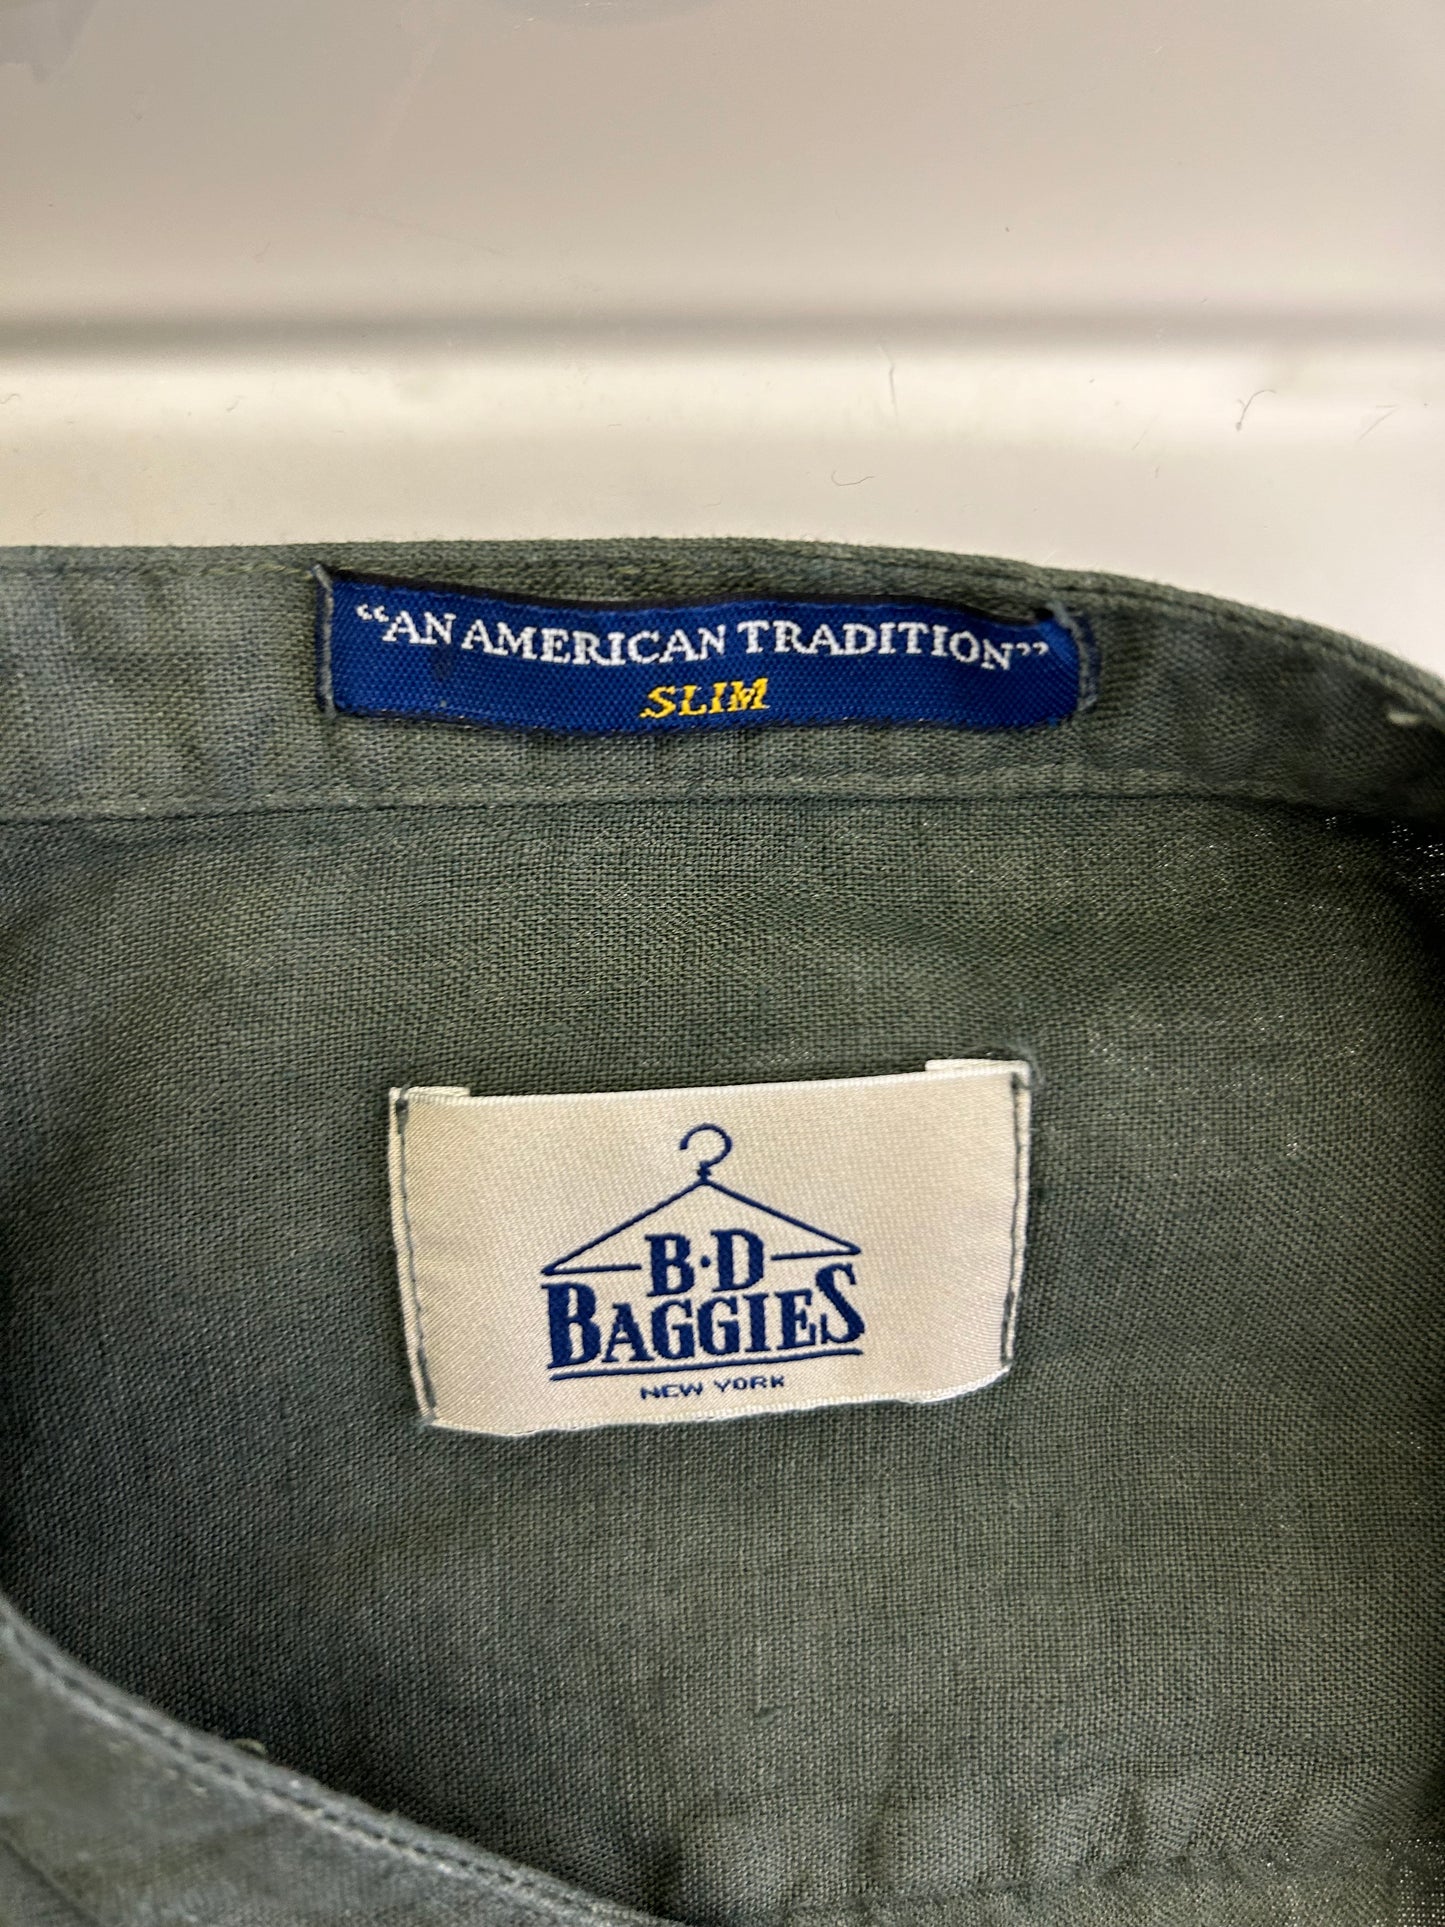 “AN AMERICAN TRADITION”
SLIM
B·D
BAGGIES
NEW YORK